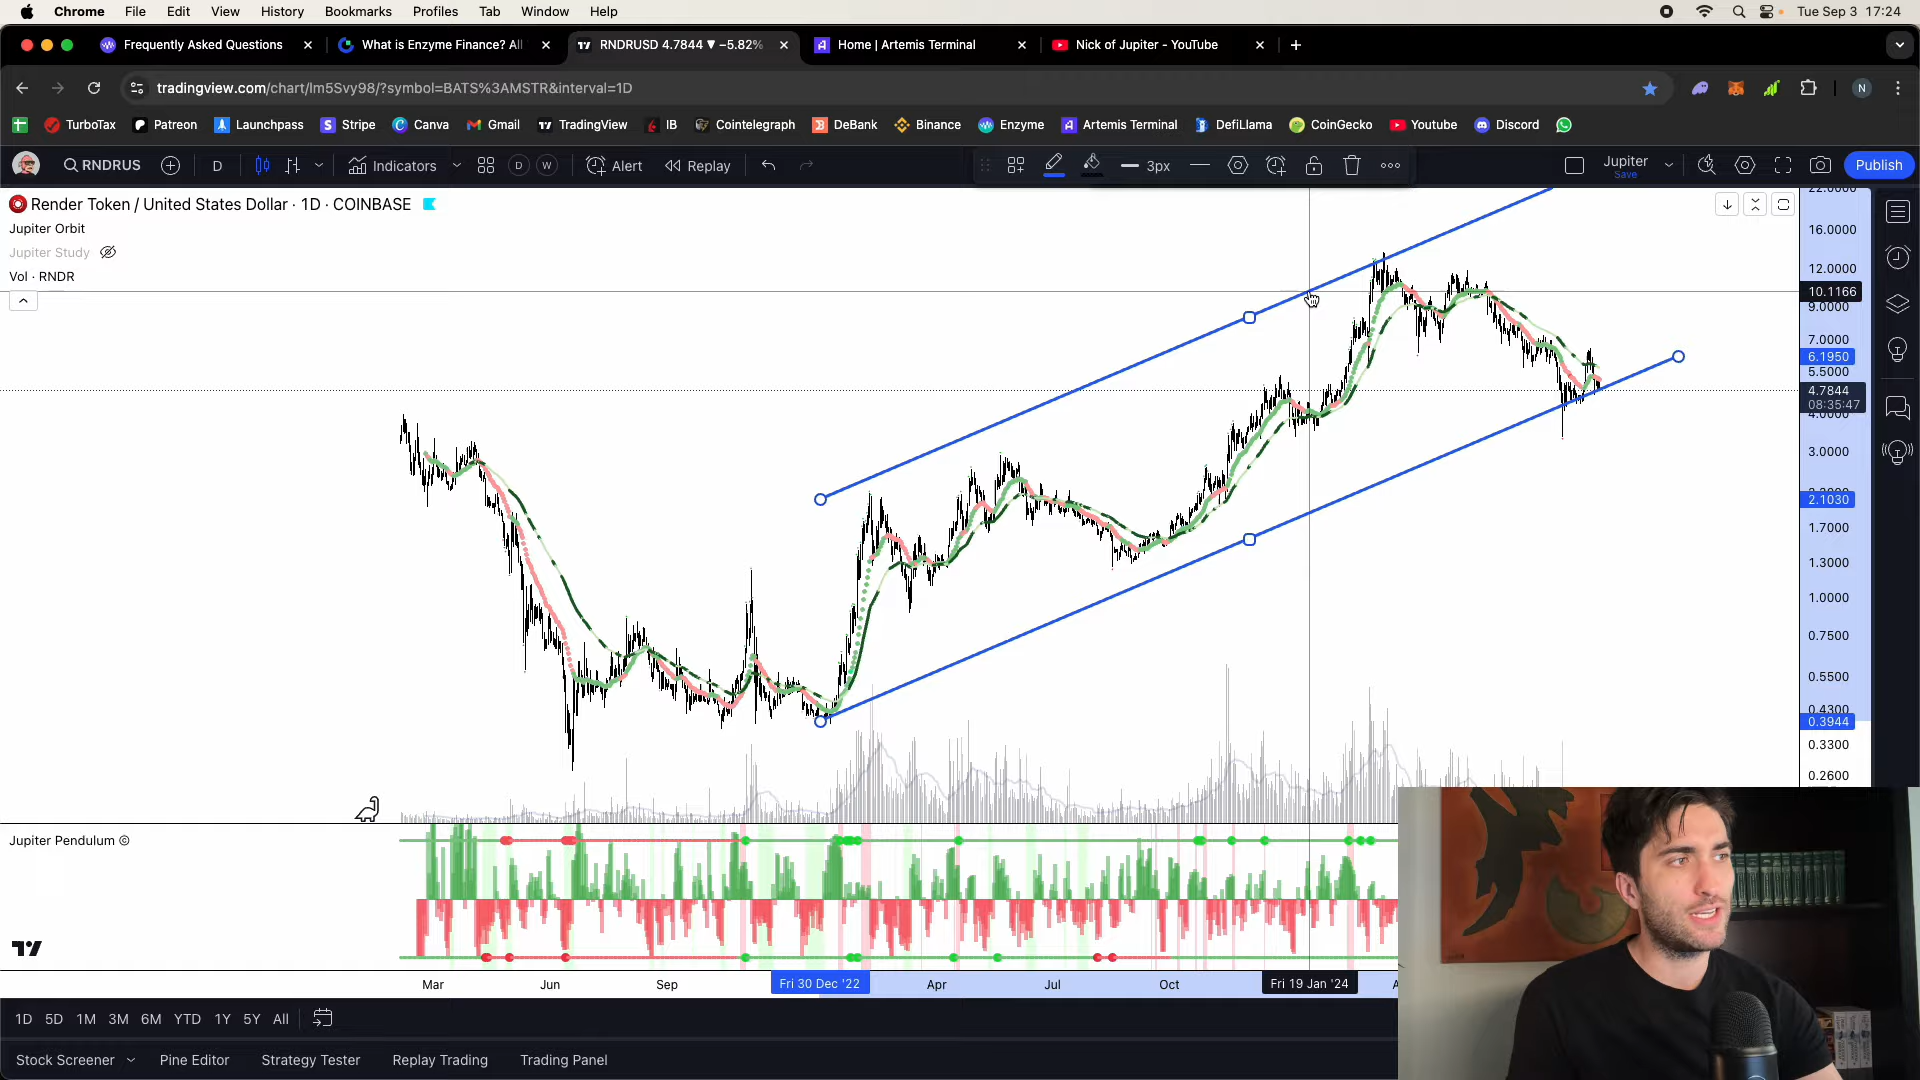 Chrome File Edit View History Bookmarks Profiles Tab Window Help Tue Sep 3 17:24
Frequently Asked Questions What is Enzyme Finance? All RNDRUSD 4.7844 ▼ −5.82% Home | Artemis Terminal Nick of Jupiter - YouTube
tradingview.com/chart/lm5Svy98/?symbol=BATS%3AMSTR&interval=1D N
TurboTax Patreon Launchpass Stripe Canva Gmail TradingView IB Cointelegraph DeBank Binance Enzyme Artemis Terminal DefiLlama CoinGecko Youtube Discord
RNDRUS D Indicators D W Alert Replay 3px Jupiter Save Publish
Render Token / United States Dollar · 1D · COINBASE
Jupiter Orbit
Jupiter Study
Vol · RNDR
22.0000
16.0000
12.0000
10.1166
9.0000
7.0000
6.1950
5.5000
4.7844
08:35:47
4.0000
3.0000
2.1030
1.7000
1.3000
1.0000
0.7500
0.5500
0.4300
0.3944
0.3300
0.2600
Jupiter Pendulum
Mar Jun Sep Fri 30 Dec '22 Apr Jul Oct Fri 19 Jan '24
1D 5D 1M 3M 6M YTD 1Y 5Y All
Stock Screener Pine Editor Strategy Tester Replay Trading Trading Panel